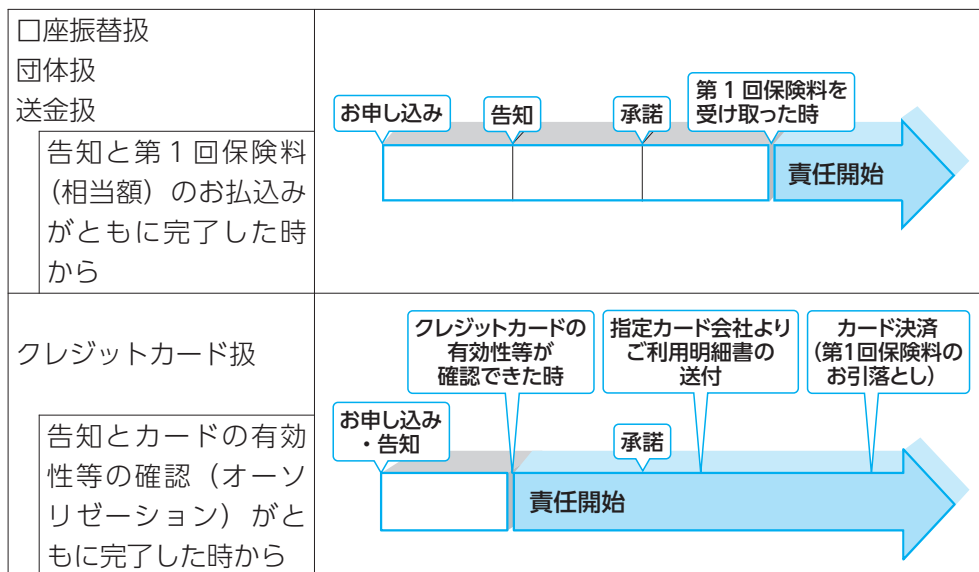 口座振替扱
団体扱
送金扱
告知と第1回保険料
(相当額)のお払込み
がともに完了した時
から
お申し込み
告知
承諾
第1回保険料を
受け取った時
責任開始
クレジットカード扱
告知とカードの有効
性等の確認(オーソ
リゼーション)がと
もに完了した時から
クレジットカードの
有効性等が
確認できた時
指定カード会社より
ご利用明細書の
送付
カード決済
(第1回保険料の
お引落とし)
お申し込み
・告知
承諾
責任開始